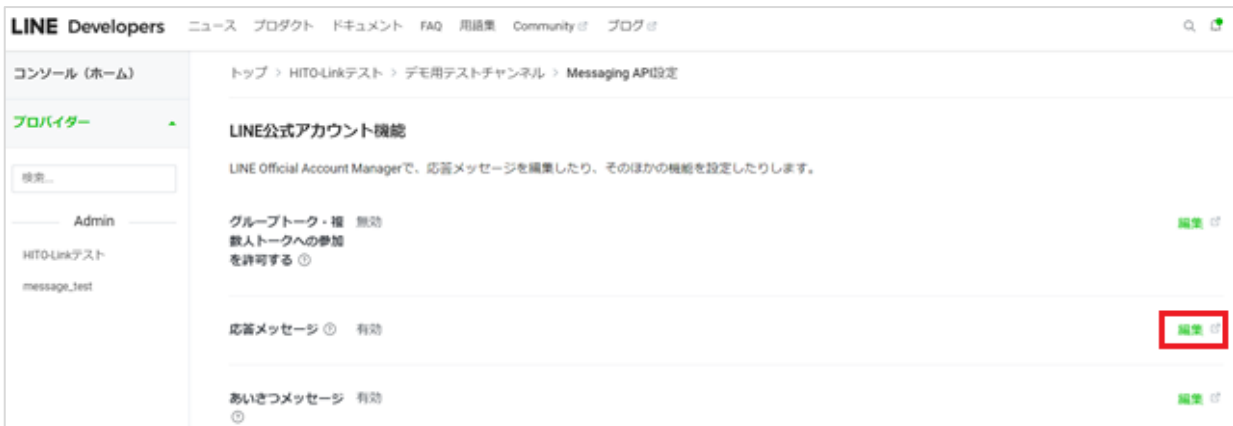 LINE Developers ニュース プロダクト ドキュメント FAQ 用語集 Community ブログ
コンソール（ホーム）
トップ > HITO-Linkテスト > デモ用テストチャンネル > Messaging API設定
プロバイダー
LINE公式アカウント機能
LINE Official Account Managerで、応答メッセージを編集したり、そのほかの機能を設定したりします。
検索...
Admin
HITO-Linkテスト
message_test
グループトーク・複
数人トークへの参加
を許可する
無効
編集
応答メッセージ 有効 編集
あいさつメッセージ 有効 編集